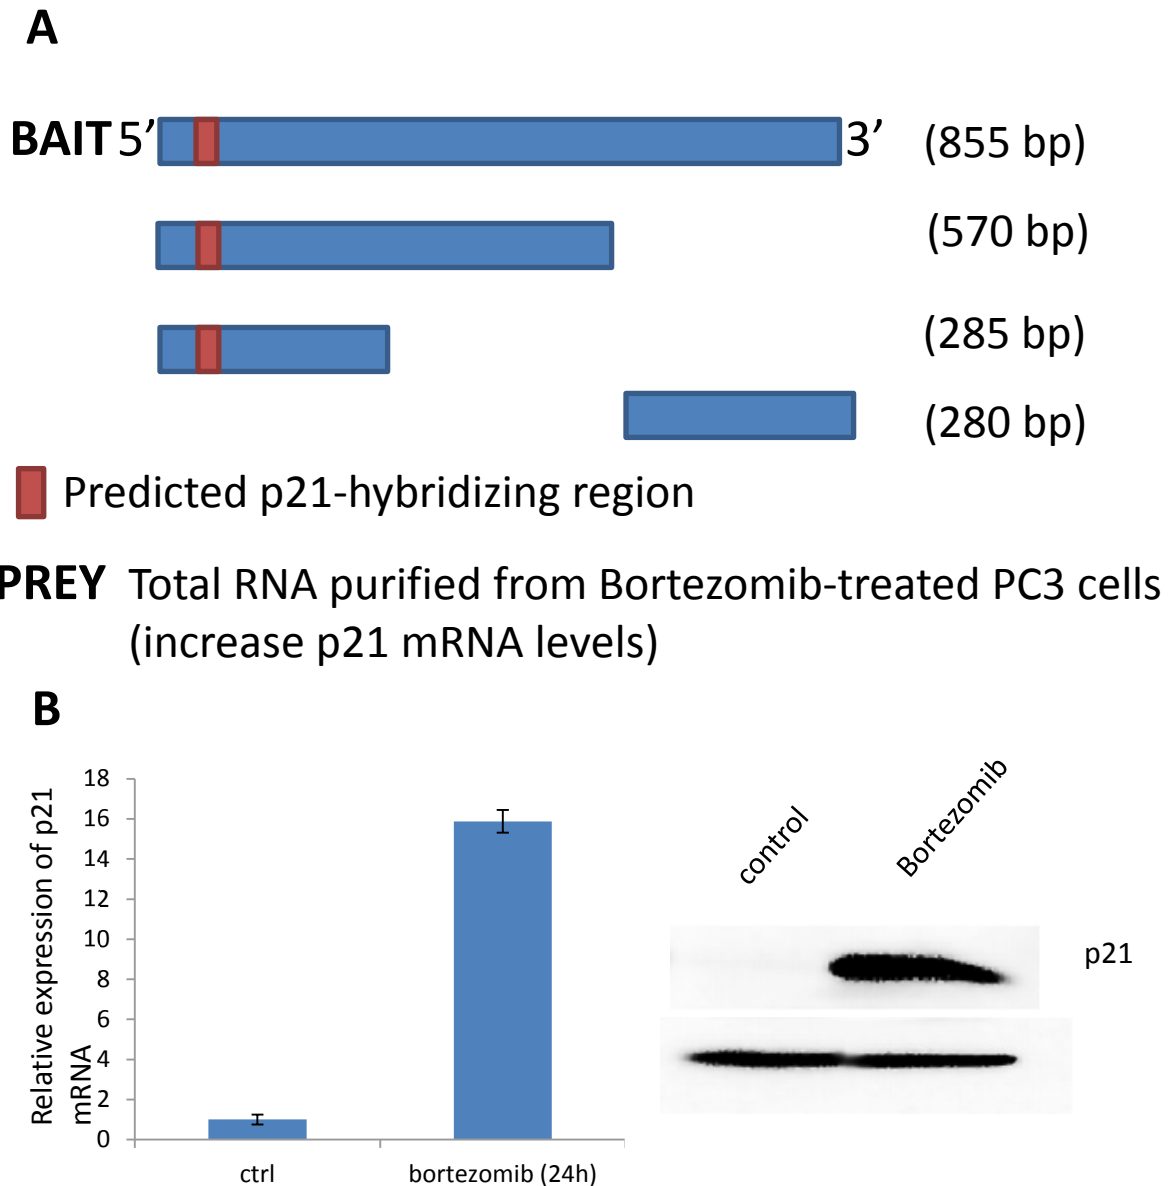 A
BAIT 5’ 3’ (855 bp)
(570 bp)
(285 bp)
(280 bp)
Predicted p21-hybridizing region
PREY Total RNA purified from Bortezomib-treated PC3 cells
(increase p21 mRNA levels)
B
Relative expression of p21
mRNA
18
16
14
12
10
8
6
4
2
0
ctrl
bortezomib (24h)
control
Bortezomib
p21